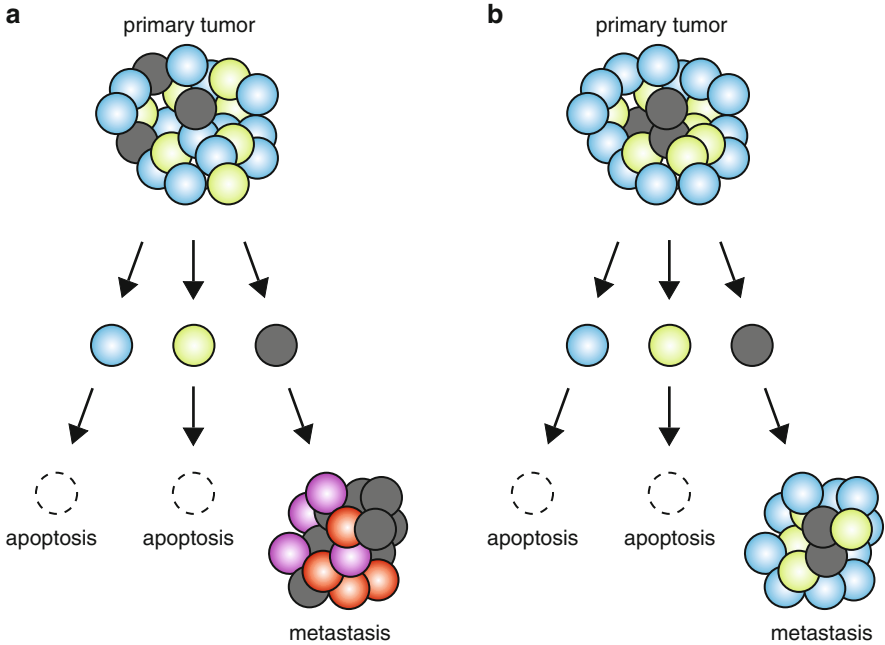 a
primary tumor
apoptosis
apoptosis
metastasis
b
primary tumor
apoptosis
apoptosis
metastasis